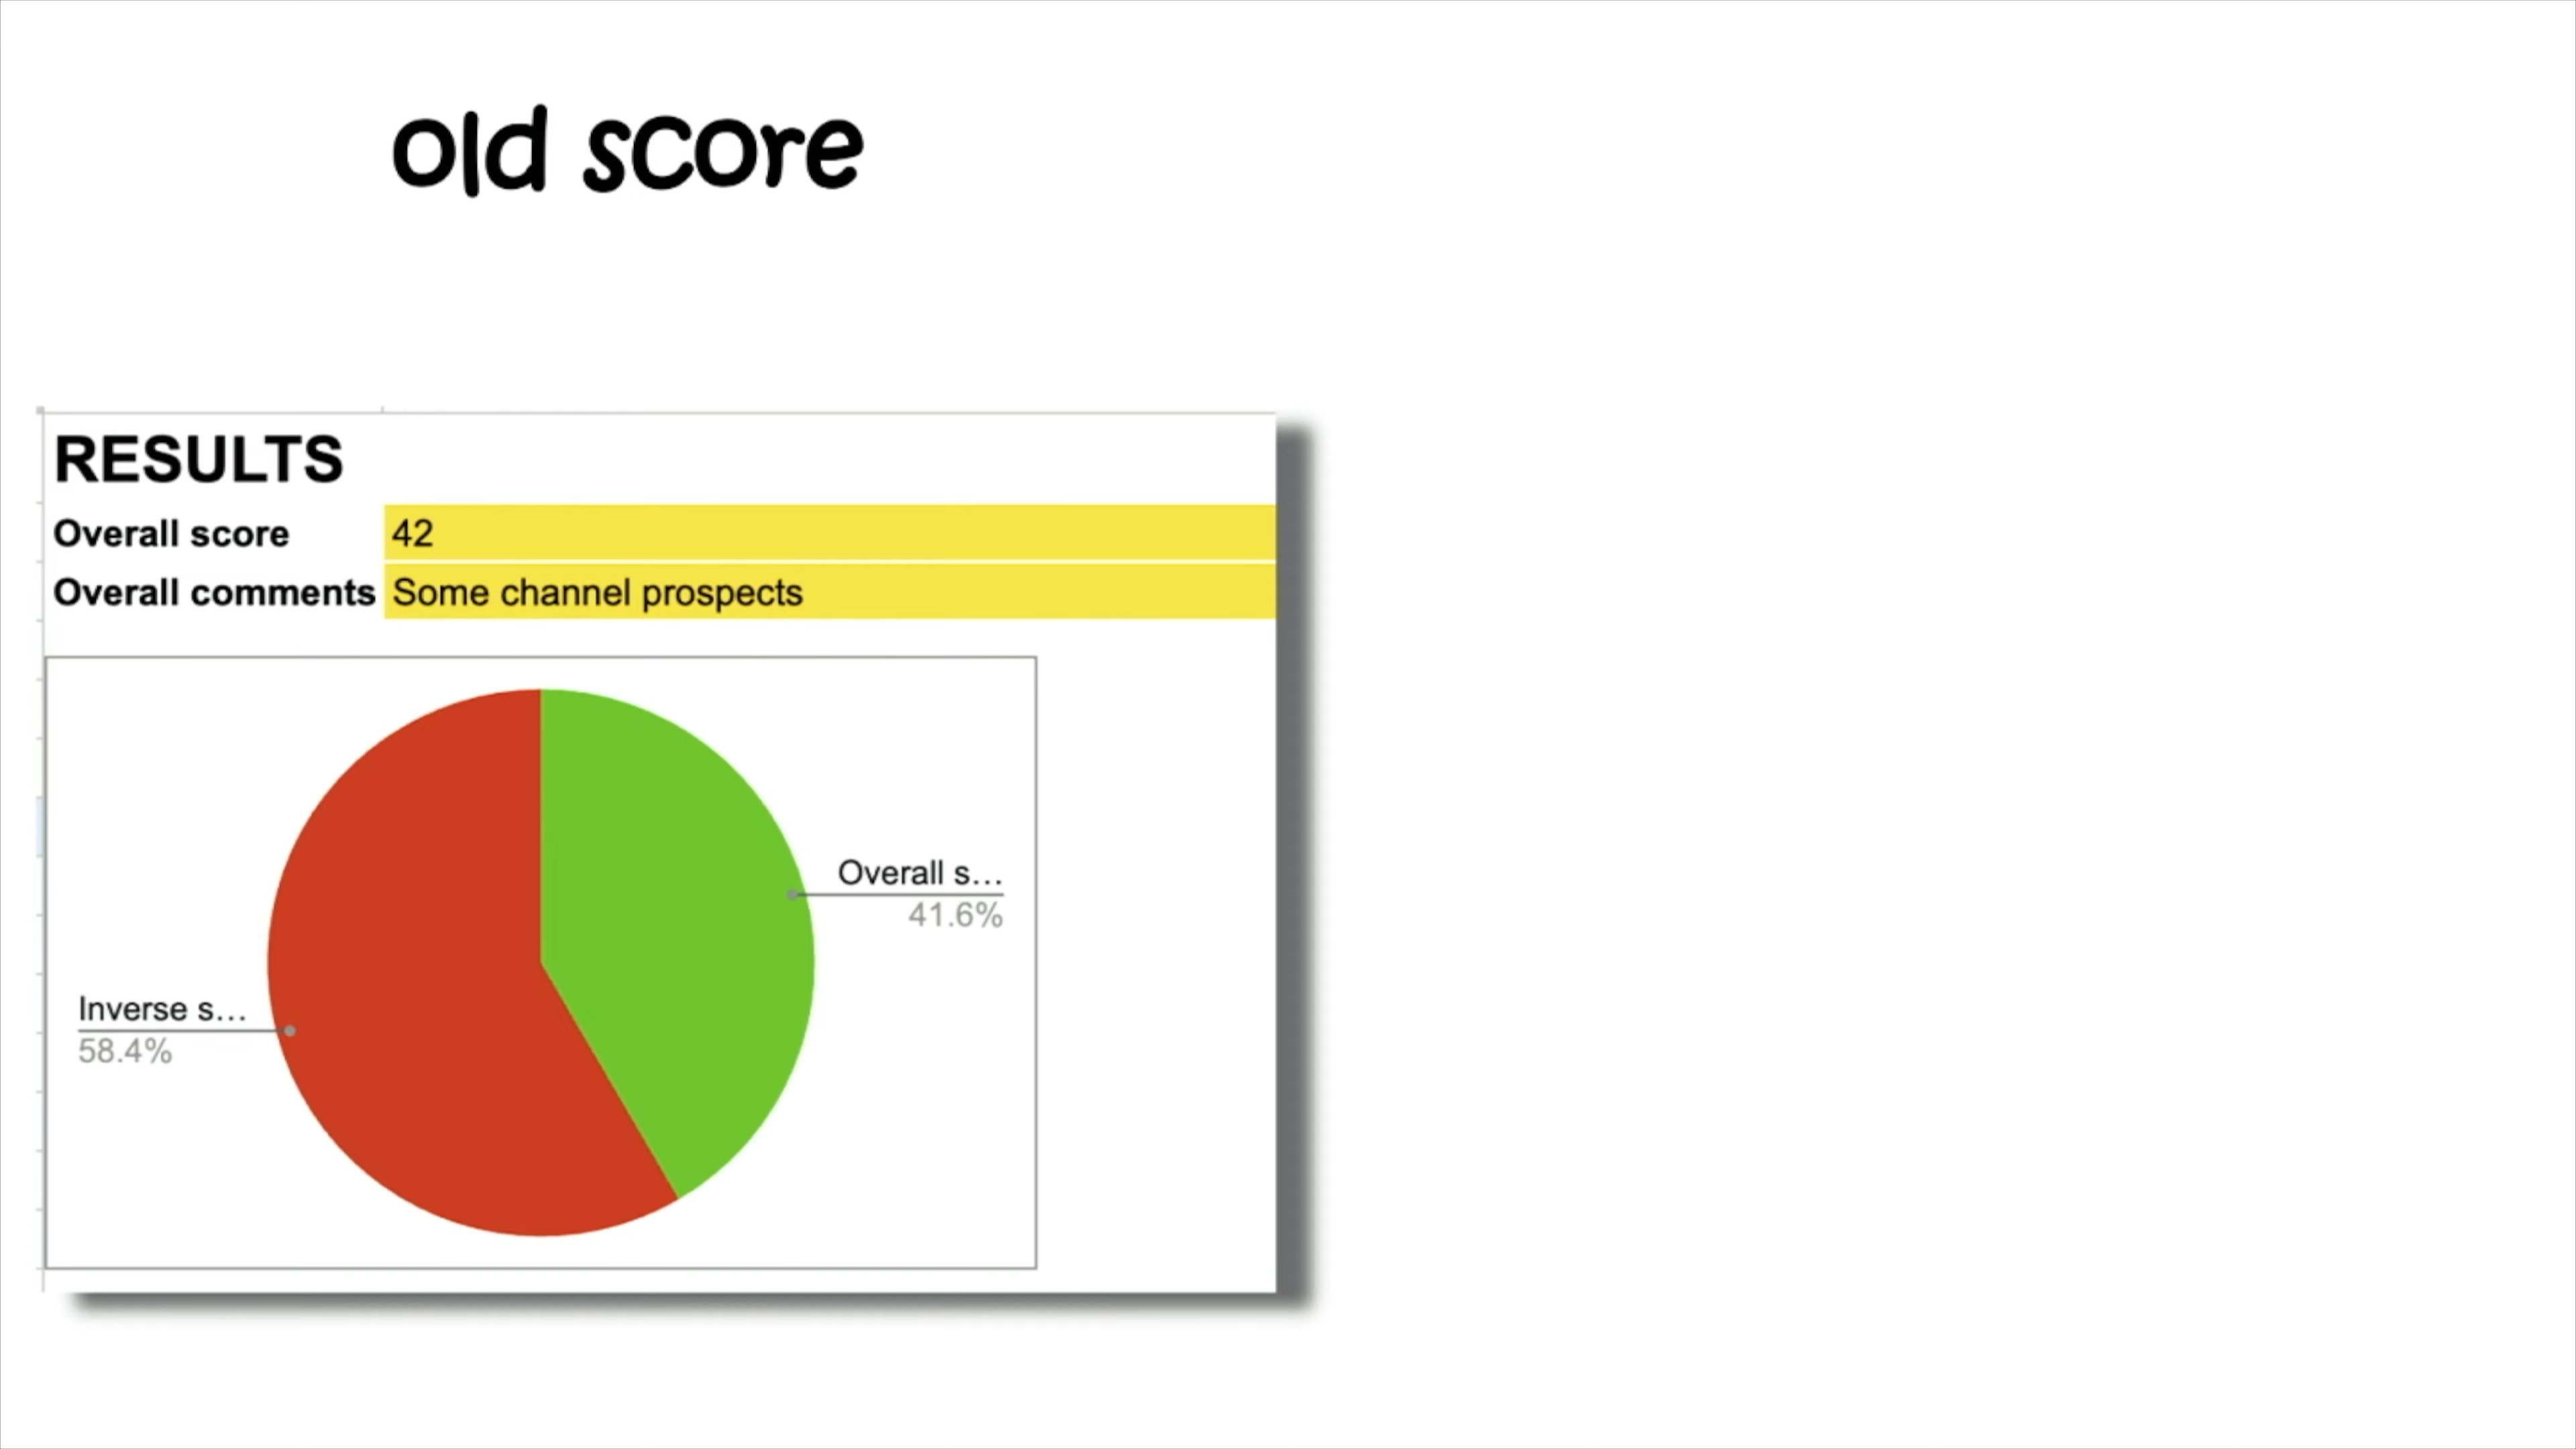 old score
RESULTS
Overall score 42
Overall comments Some channel prospects
Overall s...
41.6%
Inverse s...
58.4%